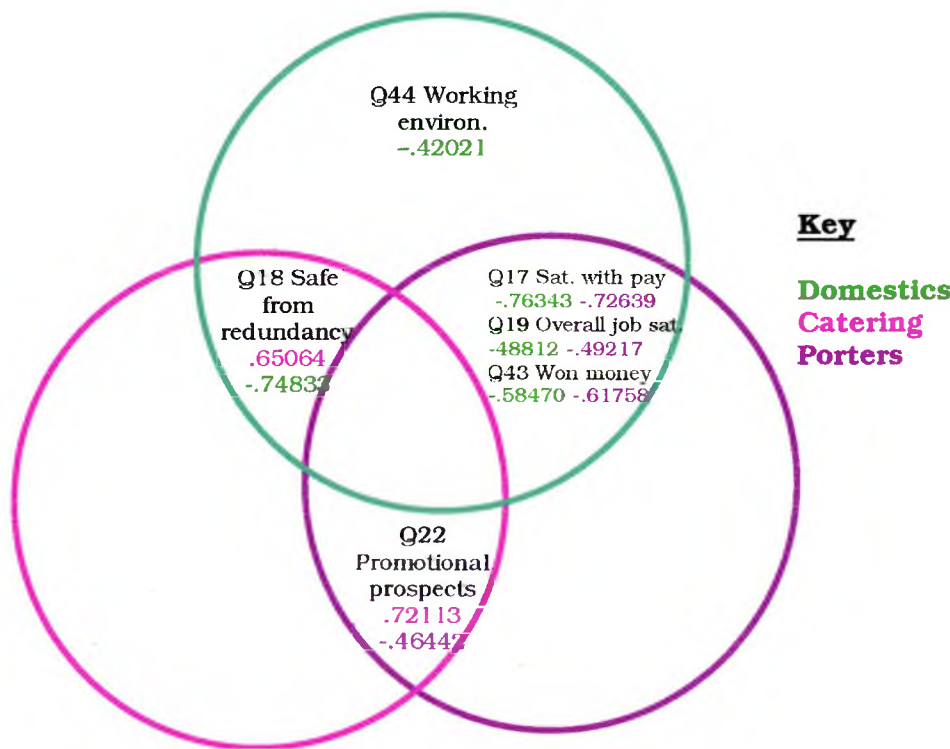 Q44 Working
environ.
-.42021
Q18 Safe
from
redundancy
.65064
-.74833
Q17 Sat. with pay
-.76343 -.72639
Q19 Overall job sat.
-48812 -.49217
Q43 Won money
-.58470 -.61758
Q22
Promotional
prospects
.72113
-.46442
Key
Domestics
Catering
Porters